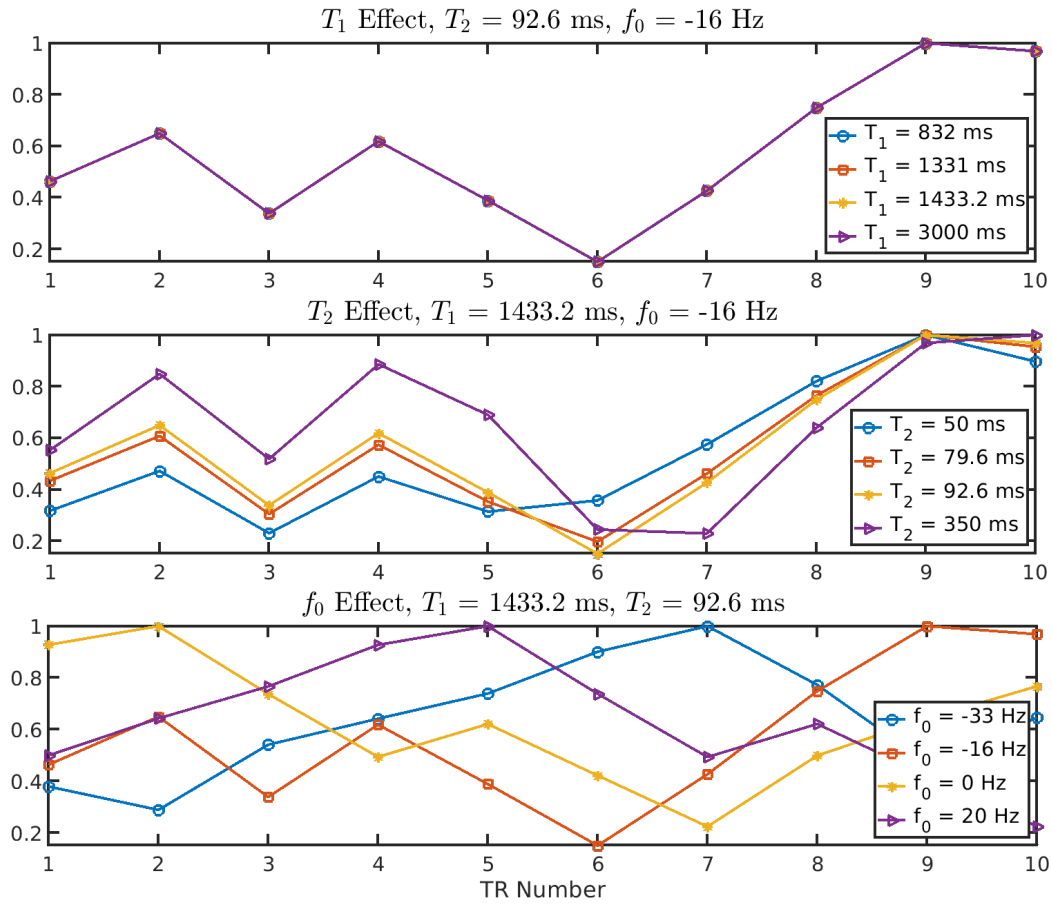 T₁ Effect, T₂ = 92.6 ms, f₀ = -16 Hz
1
0.8
0.6
0.4
0.2
T₁ = 832 ms
T₁ = 1331 ms
T₁ = 1433.2 ms
T₁ = 3000 ms
1 2 3 4 5 6 7 8 9 10
T₂ Effect, T₁ = 1433.2 ms, f₀ = -16 Hz
1
0.8
0.6
0.4
0.2
T₂ = 50 ms
T₂ = 79.6 ms
T₂ = 92.6 ms
T₂ = 350 ms
1 2 3 4 5 6 7 8 9 10
f₀ Effect, T₁ = 1433.2 ms, T₂ = 92.6 ms
1
0.8
0.6
0.4
0.2
f₀ = -33 Hz
f₀ = -16 Hz
f₀ = 0 Hz
f₀ = 20 Hz
1 2 3 4 5 6 7 8 9 10
TR Number